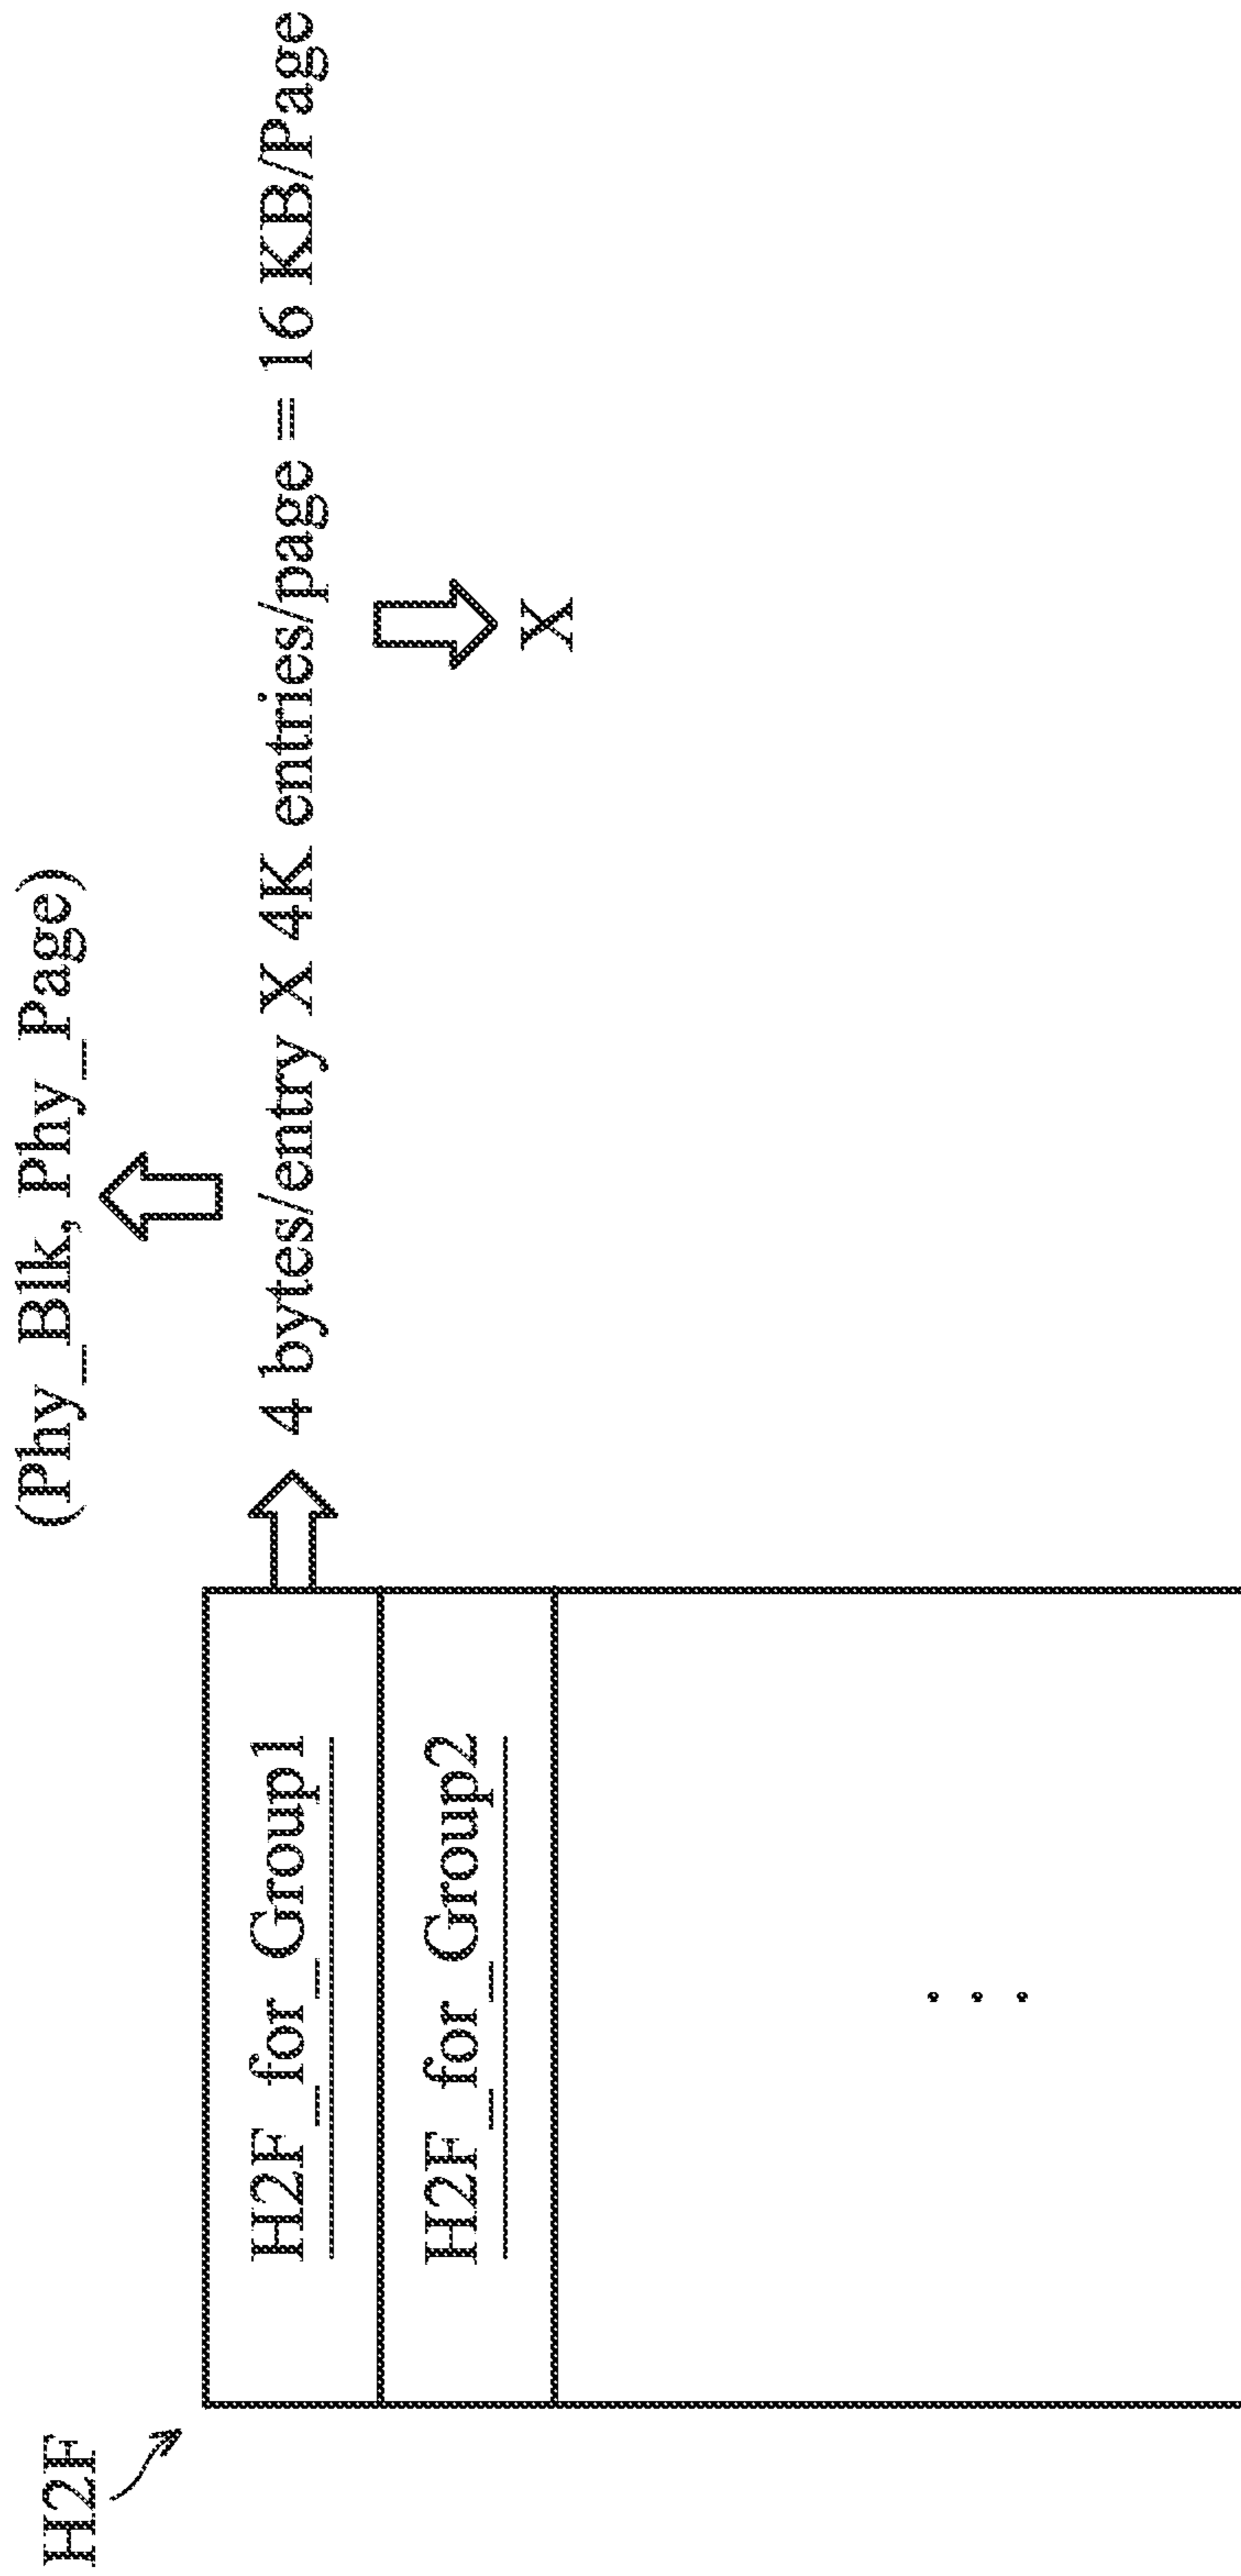 H2F
(Phy_Blk, Phy_Page)
H2F_for_Group1
4 bytes/entry X 4K entries/page = 16 KB/Page
X
H2F_for_Group2